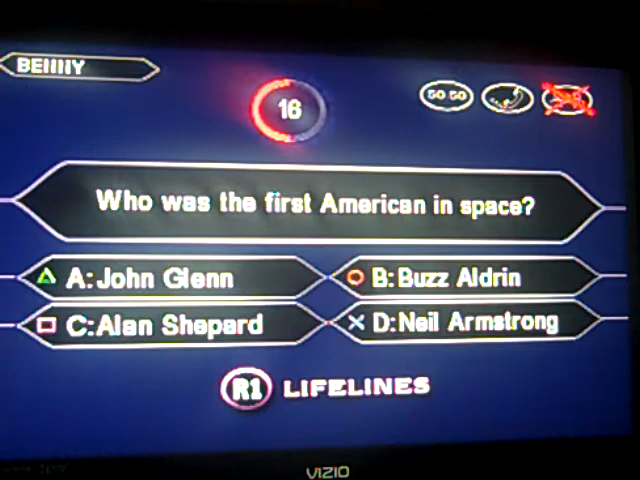 BENNY
16
50:50
Who was the first American in space?
A: John Glenn
B: Buzz Aldrin
C: Alan Shepard
D: Neil Armstrong
R1 LIFELINES
VIZIO